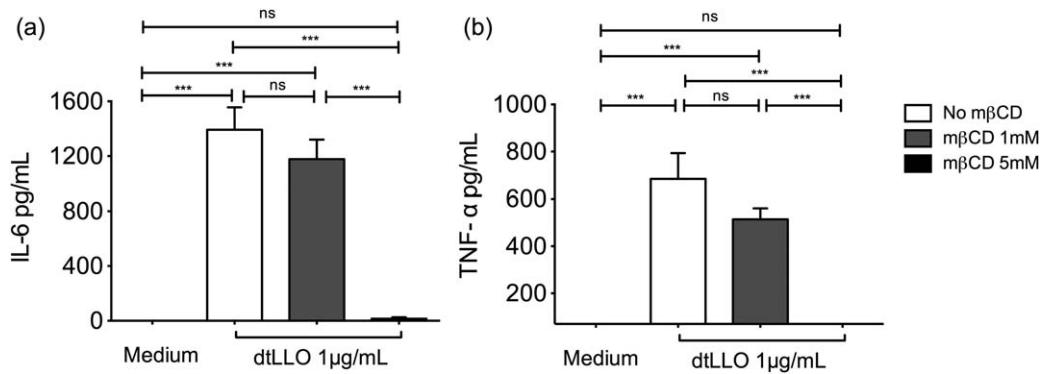 (a)
ns
***
***
*** ns ***
IL-6 pg/mL
1600
1200
800
400
0
Medium
dtLLO 1µg/mL
(b)
ns
***
***
*** ns ***
TNF- α pg/mL
1000
800
600
400
200
Medium
dtLLO 1µg/mL
No mβCD
mβCD 1mM
mβCD 5mM